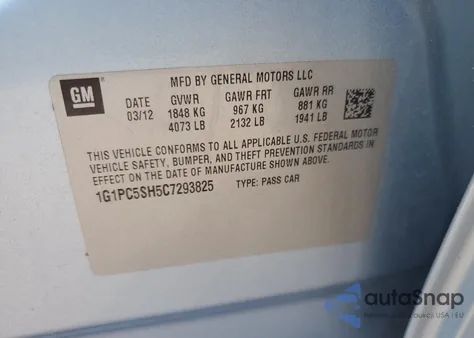 GM
MFD BY GENERAL MOTORS LLC
DATE GVWR GAWR FRT GAWR RR
03/12 1848 KG 967 KG 881 KG
4073 LB 2132 LB 1941 LB
THIS VEHICLE CONFORMS TO ALL APPLICABLE U.S. FEDERAL MOTOR
VEHICLE SAFETY, BUMPER, AND THEFT PREVENTION STANDARDS IN
EFFECT ON THE DATE OF MANUFACTURE SHOWN ABOVE.
1G1PC5SH5C7293825 TYPE: PASS CAR
autoSnap
USA i EU